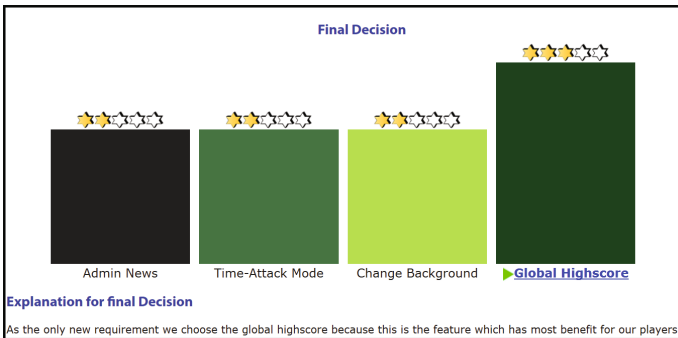 Final Decision
Admin News
Time-Attack Mode
Change Background
Global Highscore
Explanation for final Decision
As the only new requirement we choose the global highscore because this is the feature which has most benefit for our players